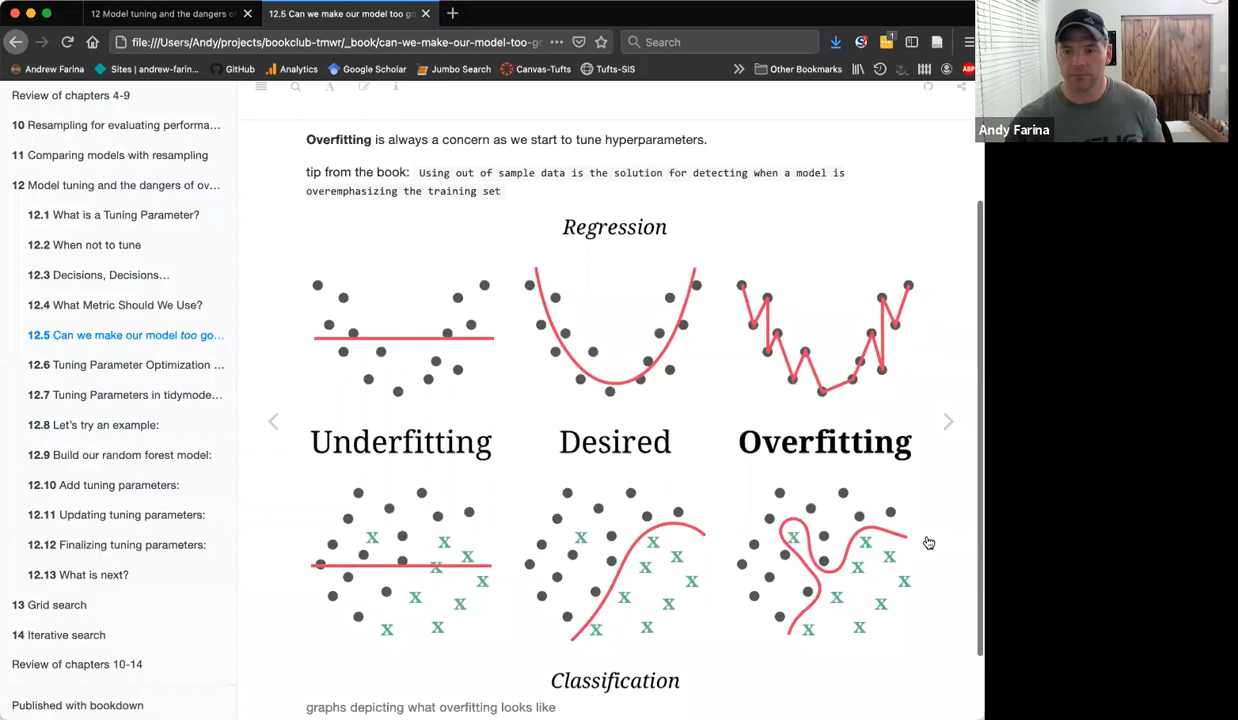 12 Model tuning and the dangers of
12.5 Can we make our model too go
file:///Users/Andy/projects/bookclub-tmwr/_book/can-we-make-our-model-too-go
Search
1
Andrew Farina
Sites | andrew-farin...
GitHub
Analytics
Google Scholar
Jumbo Search
Canvas-Tufts
Tufts-SIS
Other Bookmarks
ABP
Andy Farina
Review of chapters 4-9
10 Resampling for evaluating performa...
11 Comparing models with resampling
12 Model tuning and the dangers of ov...
12.1 What is a Tuning Parameter?
12.2 When not to tune
12.3 Decisions, Decisions...
12.4 What Metric Should We Use?
12.5 Can we make our model too go...
12.6 Tuning Parameter Optimization ...
12.7 Tuning Parameters in tidymode...
12.8 Let's try an example:
12.9 Build our random forest model:
12.10 Add tuning parameters:
12.11 Updating tuning parameters:
12.12 Finalizing tuning parameters:
12.13 What is next?
13 Grid search
14 Iterative search
Review of chapters 10-14
Published with bookdown
Overfitting is always a concern as we start to tune hyperparameters.
tip from the book: Using out of sample data is the solution for detecting when a model is
overemphasizing the training set
Regression
Underfitting Desired Overfitting
Classification
graphs depicting what overfitting looks like